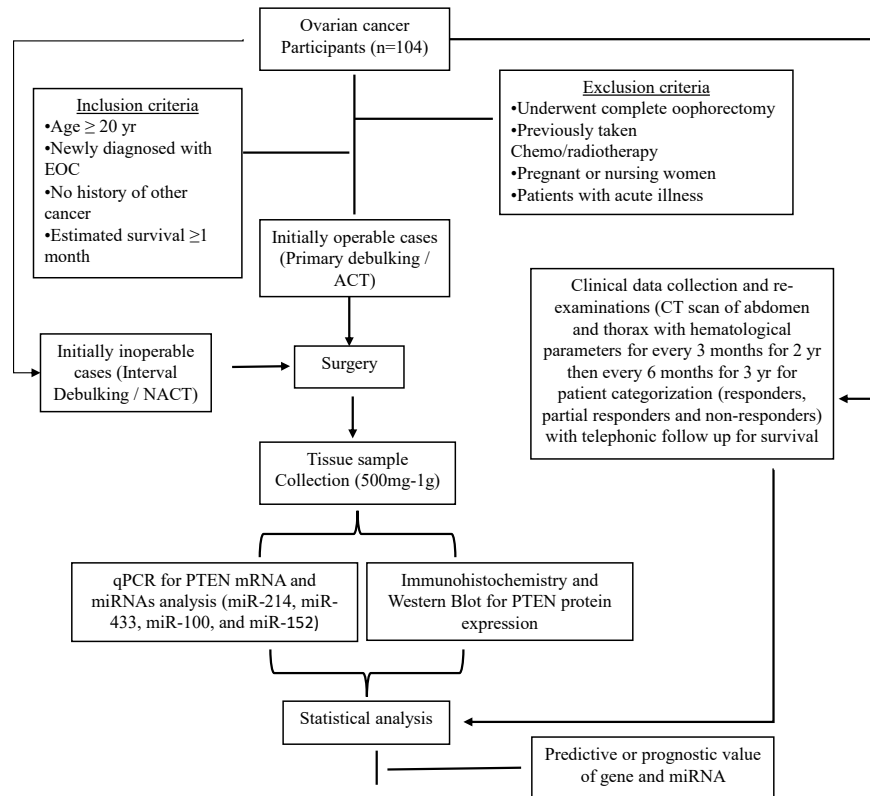 Ovarian cancer
Participants (n=104)
Inclusion criteria
•Age ≥ 20 yr
•Newly diagnosed with
EOC
•No history of other
cancer
•Estimated survival ≥1
month
Exclusion criteria
•Underwent complete oophorectomy
•Previously taken
Chemo/radiotherapy
•Pregnant or nursing women
•Patients with acute illness
Initially operable cases
(Primary debulking /
ACT)
Clinical data collection and re-
examinations (CT scan of abdomen
and thorax with hematological
parameters for every 3 months for 2 yr
then every 6 months for 3 yr for
patient categorization (responders,
partial responders and non-responders)
with telephonic follow up for survival
Initially inoperable
cases (Interval
Debulking / NACT)
Surgery
Tissue sample
Collection (500mg-1g)
qPCR for PTEN mRNA and
miRNAs analysis (miR-214, miR-
433, miR-100, and miR-152)
Immunohistochemistry and
Western Blot for PTEN protein
expression
Statistical analysis
Predictive or prognostic value
of gene and miRNA